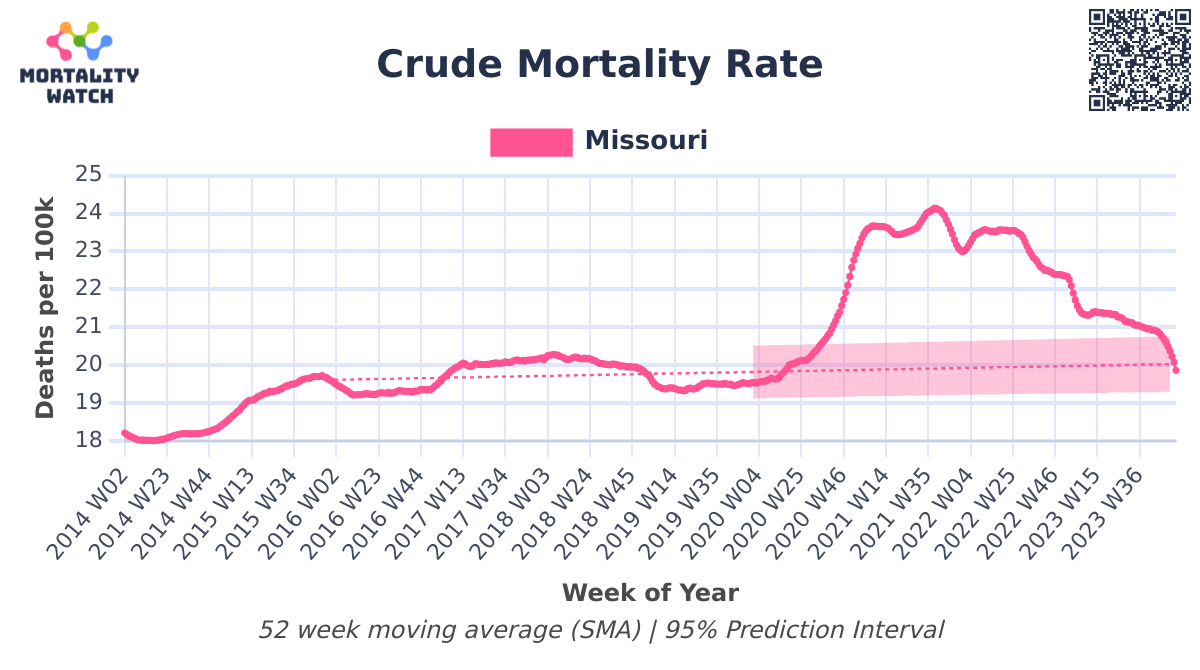 MORTALITY
WATCH
Crude Mortality Rate
Missouri
Deaths per 100k
25
24
23
22
21
20
19
18
2014 W02
2014 W23
2014 W44
2015 W13
2015 W34
2016 W02
2016 W23
2016 W44
2017 W13
2017 W34
2018 W03
2018 W24
2018 W45
2019 W14
2019 W35
2020 W04
2020 W25
2020 W46
2021 W14
2021 W35
2022 W04
2022 W25
2022 W46
2023 W15
2023 W36
Week of Year
52 week moving average (SMA) | 95% Prediction Interval